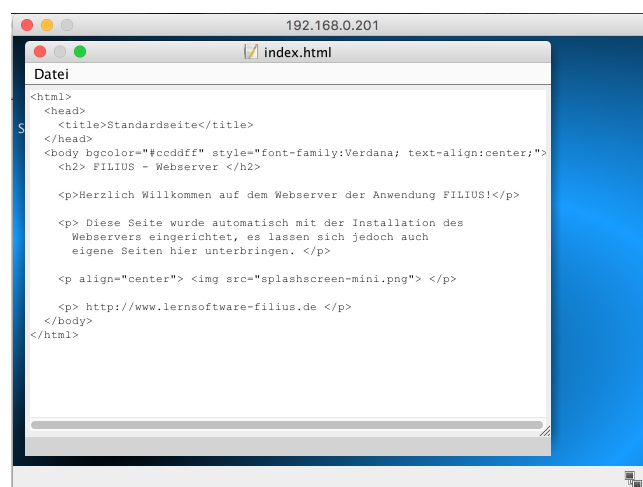 192.168.0.201
index.html
Datei
S
<html>
<head>
<title>Standardseite</title>
</head>
<body bgcolor="#ccddff" style="font-family:Verdana; text-align:center;">
<h2> FILIUS - Webserver </h2>
<p>Herzlich Willkommen auf dem Webserver der Anwendung FILIUS!</p>
<p> Diese Seite wurde automatisch mit der Installation des
Webservers eingerichtet, es lassen sich jedoch auch
eigene Seiten hier unterbringen. </p>
<p align="center"> <img src="splashscreen-mini.png"> </p>
<p> http://www.lernsoftware-filius.de </p>
</body>
</html>